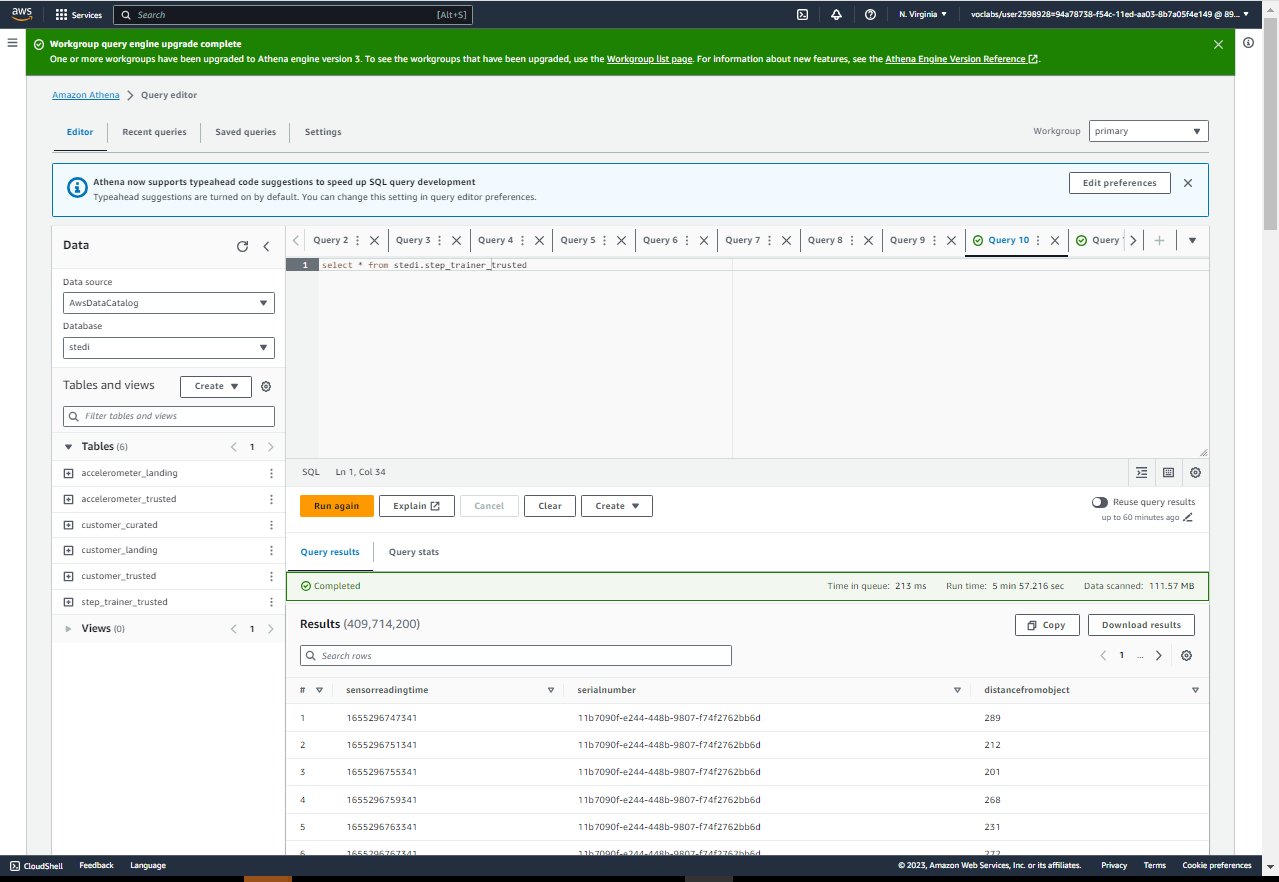 aws Services Search [Alt+S] N. Virginia voclabs/user2598928=94a78738-f54c-11ed-aa03-8b7a05f4e149 @ 89...
Workgroup query engine upgrade complete
One or more workgroups have been upgraded to Athena engine version 3. To see the workgroups that have been upgraded, use the Workgroup list page. For information about new features, see the Athena Engine Version Reference.
Amazon Athena > Query editor
Editor Recent queries Saved queries Settings Workgroup primary
Athena now supports typeahead code suggestions to speed up SQL query development
Typeahead suggestions are turned on by default. You can change this setting in query editor preferences.
Edit preferences
Data
Data source
AwsDataCatalog
Database
stedi
Tables and views Create
Filter tables and views
Tables (6) 1
accelerometer_landing
accelerometer_trusted
customer_curated
customer_landing
customer_trusted
step_trainer_trusted
Views (0) 1
Query 2 Query 3 Query 4 Query 5 Query 6 Query 7 Query 8 Query 9 Query 10 Query
1 select * from stedi.step_trainer_trusted
SQL Ln 1, Col 34
Run again Explain Cancel Clear Create
Reuse query results
up to 60 minutes ago
Query results Query stats
Completed Time in queue: 213 ms Run time: 5 min 57.216 sec Data scanned: 111.57 MB
Results (409,714,200) Copy Download results
Search rows 1 ...
# sensorreadingtime serialnumber distancefromobject
1 1655296747341 11b7090f-e244-448b-9807-f74f2762bb6d 289
2 1655296751341 11b7090f-e244-448b-9807-f74f2762bb6d 212
3 1655296755341 11b7090f-e244-448b-9807-f74f2762bb6d 201
4 1655296759341 11b7090f-e244-448b-9807-f74f2762bb6d 268
5 1655296763341 11b7090f-e244-448b-9807-f74f2762bb6d 231
6 1655296767341 11b7090f-e244-448b-9807-f74f2762bb6d 272
CloudShell Feedback Language © 2023, Amazon Web Services, Inc. or its affiliates. Privacy Terms Cookie preferences